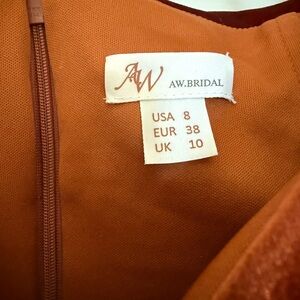 AW AW.BRIDAL
USA 8
EUR 38
UK 10